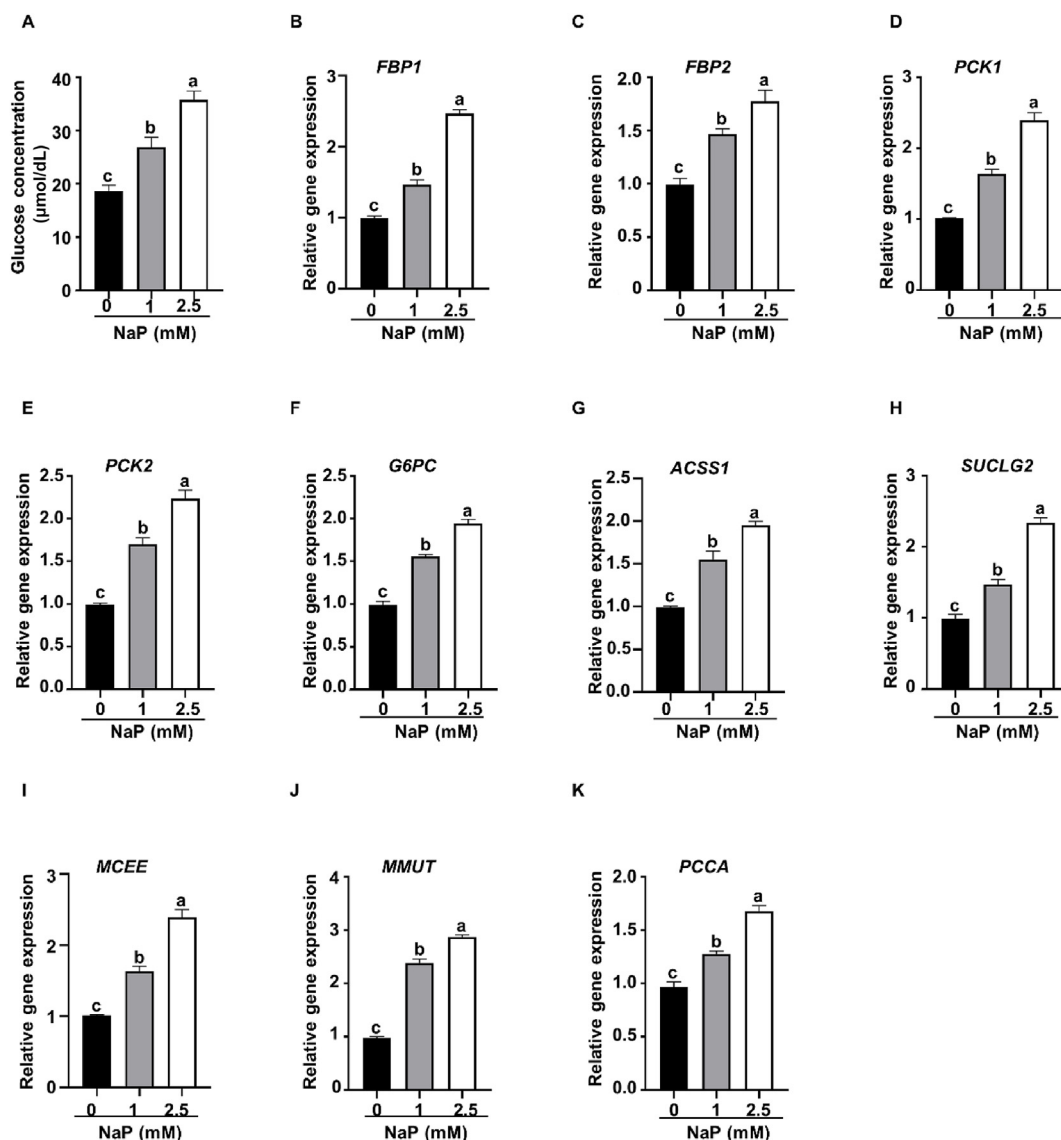 A
Glucose concentration
(μmol/dL)
40
30
20
10
0
c
b
a
0 1 2.5
NaP (mM)
B
FBP1
Relative gene expression
3
2
1
0
c
b
a
0 1 2.5
NaP (mM)
C
FBP2
Relative gene expression
2.0
1.5
1.0
0.5
0.0
c
b
a
0 1 2.5
NaP (mM)
D
PCK1
Relative gene expression
3
2
1
0
c
b
a
0 1 2.5
NaP (mM)
E
PCK2
Relative gene expression
2.5
2.0
1.5
1.0
0.5
0.0
c
b
a
0 1 2.5
NaP (mM)
F
G6PC
Relative gene expression
2.5
2.0
1.5
1.0
0.5
0.0
c
b
a
0 1 2.5
NaP (mM)
G
ACSS1
Relative gene expression
2.5
2.0
1.5
1.0
0.5
0.0
c
b
a
0 1 2.5
NaP (mM)
H
SUCLG2
Relative gene expression
3
2
1
0
c
b
a
0 1 2.5
NaP (mM)
I
MCEE
Relative gene expression
3
2
1
0
c
b
a
0 1 2.5
NaP (mM)
J
MMUT
Relative gene expression
4
3
2
1
0
c
b
a
0 1 2.5
NaP (mM)
K
PCCA
Relative gene expression
2.0
1.5
1.0
0.5
0.0
c
b
a
0 1 2.5
NaP (mM)